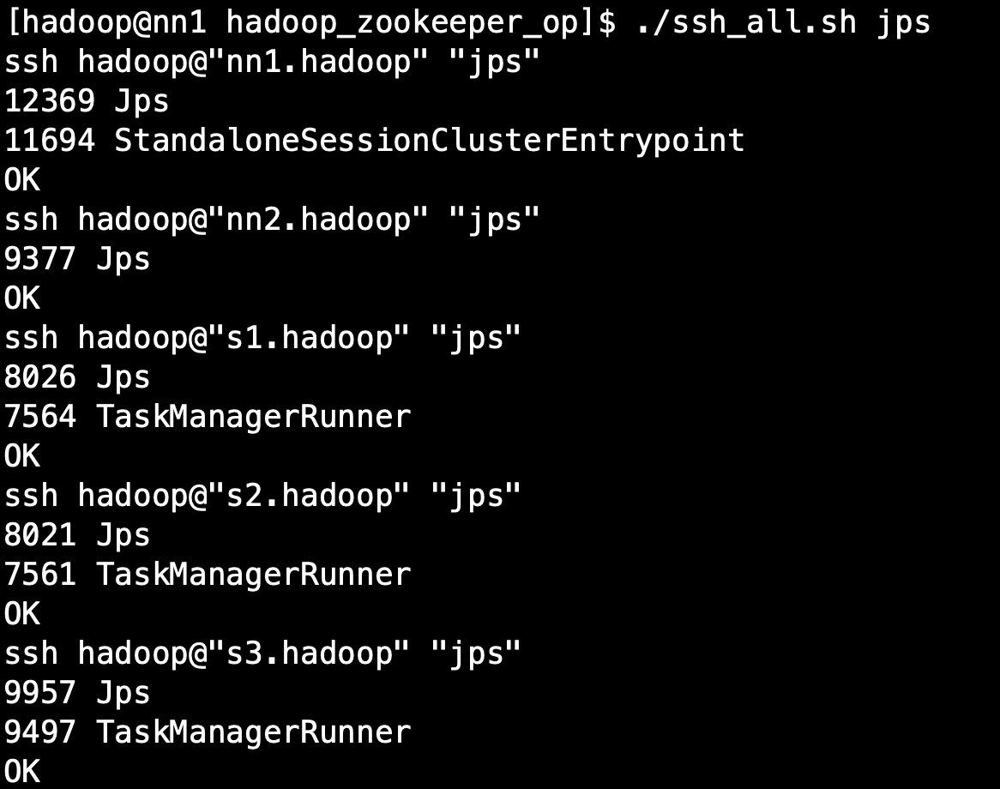 [hadoop@nn1 hadoop_zookeeper_op]$ ./ssh_all.sh jps
ssh hadoop@"nn1.hadoop" "jps"
12369 Jps
11694 StandaloneSessionClusterEntrypoint
OK
ssh hadoop@"nn2.hadoop" "jps"
9377 Jps
OK
ssh hadoop@"s1.hadoop" "jps"
8026 Jps
7564 TaskManagerRunner
OK
ssh hadoop@"s2.hadoop" "jps"
8021 Jps
7561 TaskManagerRunner
OK
ssh hadoop@"s3.hadoop" "jps"
9957 Jps
9497 TaskManagerRunner
OK